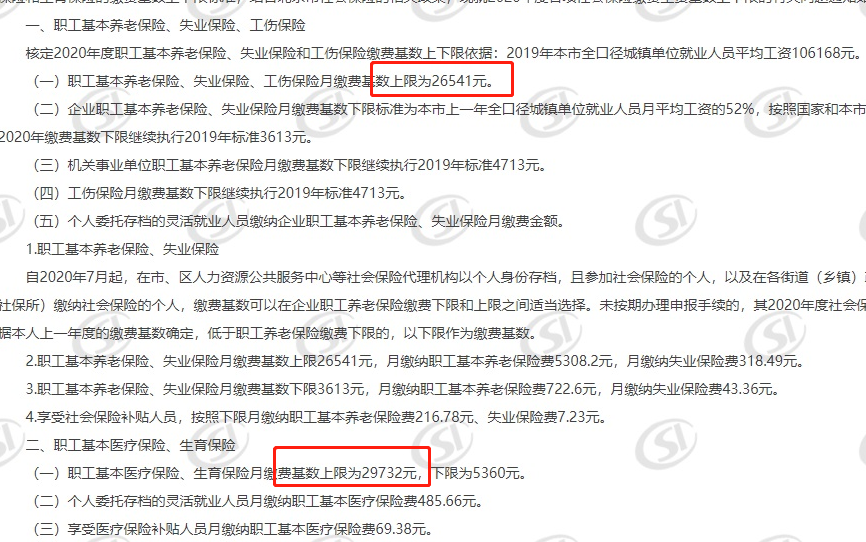 一、职工基本养老保险、失业保险、工伤保险
核定2020年度职工基本养老保险、失业保险和工伤保险缴费基数上下限依据：2019年本市全口径城镇单位就业人员平均工资106168元。
（一）职工基本养老保险、失业保险、工伤保险月缴费基数上限为26541元。
（二）企业职工基本养老保险、失业保险月缴费基数下限标准为本市上一年全口径城镇单位就业人员月平均工资的52%，按照国家和本市
2020年缴费基数下限继续执行2019年标准3613元。
（三）机关事业单位职工基本养老保险月缴费基数下限继续执行2019年标准4713元。
（四）工伤保险月缴费基数下限继续执行2019年标准4713元。
（五）个人委托存档的灵活就业人员缴纳企业职工基本养老保险、失业保险月缴费金额。
1.职工基本养老保险、失业保险
自2020年7月起，在市、区人力资源公共服务中心等社会保险代理机构以个人身份存档，且参加社会保险的个人，以及在各街道（乡镇）
社保所）缴纳社会保险的个人，缴费基数可以在企业职工养老保险缴费下限和上限之间适当选择。未按期办理申报手续的，其2020年度社会保
据本人上一年度的缴费基数确定，低于职工养老保险缴费下限的，以下限作为缴费基数。
2.职工基本养老保险、失业保险月缴费基数上限26541元，月缴纳职工基本养老保险费5308.2元，月缴纳失业保险费318.49元。
3.职工基本养老保险、失业保险月缴费基数下限3613元，月缴纳职工基本养老保险费722.6元，月缴纳失业保险费43.36元。
4.享受社会保险补贴人员，按照下限月缴纳职工基本养老保险费216.78元、失业保险费7.23元。
二、职工基本医疗保险、生育保险
（一）职工基本医疗保险、生育保险月缴费基数上限为29732元，下限为5360元。
（二）个人委托存档的灵活就业人员月缴纳职工基本医疗保险费485.66元。
（三）享受医疗保险补贴人员月缴纳职工基本医疗保险费69.38元。